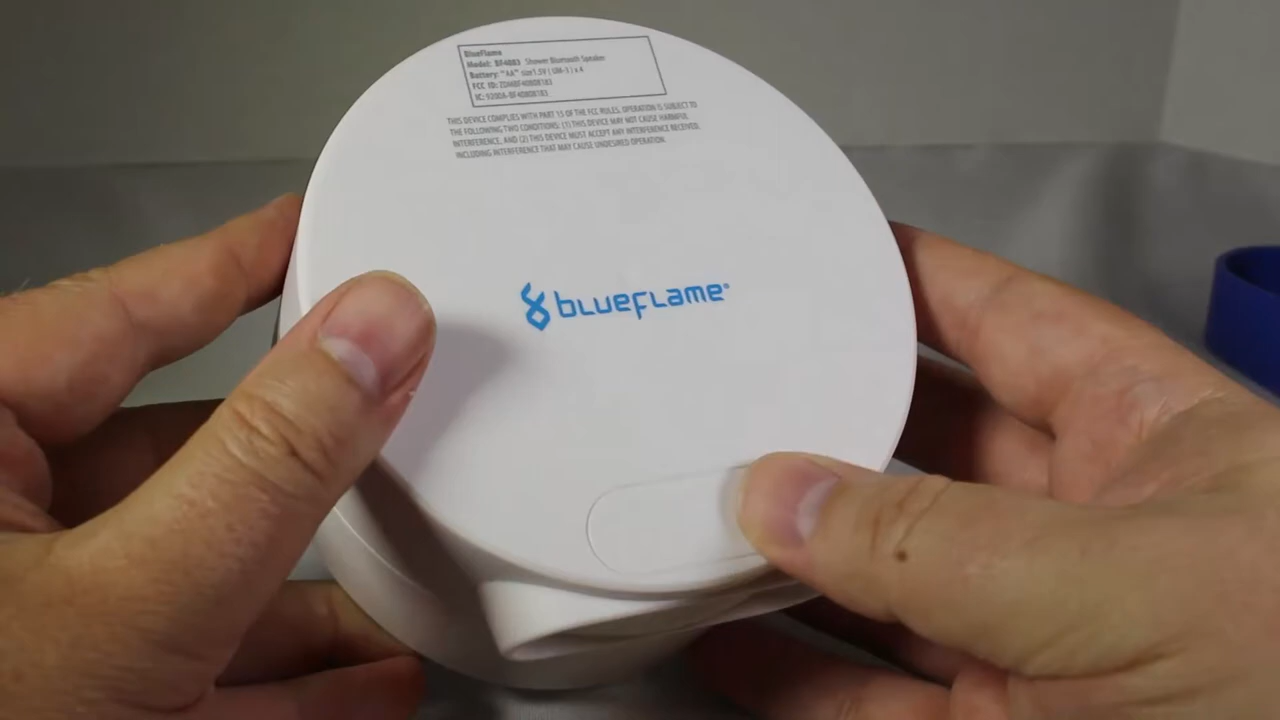 BlueFlame
Model: BF4083 Shower Bluetooth Speaker
Battery: "AA" size1.5V ( UM-3 ) x 4
FCC ID:
IC:
THIS DEVICE COMPLIES WITH PART 15 OF THE FCC RULES. OPERATION IS SUBJECT TO
THE FOLLOWING TWO CONDITIONS: (1) THIS DEVICE MAY NOT CAUSE HARMFUL
INTERFERENCE, AND (2) THIS DEVICE MUST ACCEPT ANY INTERFERENCE RECEIVED,
INCLUDING INTERFERENCE THAT MAY CAUSE UNDESIRED OPERATION.
blueflame®